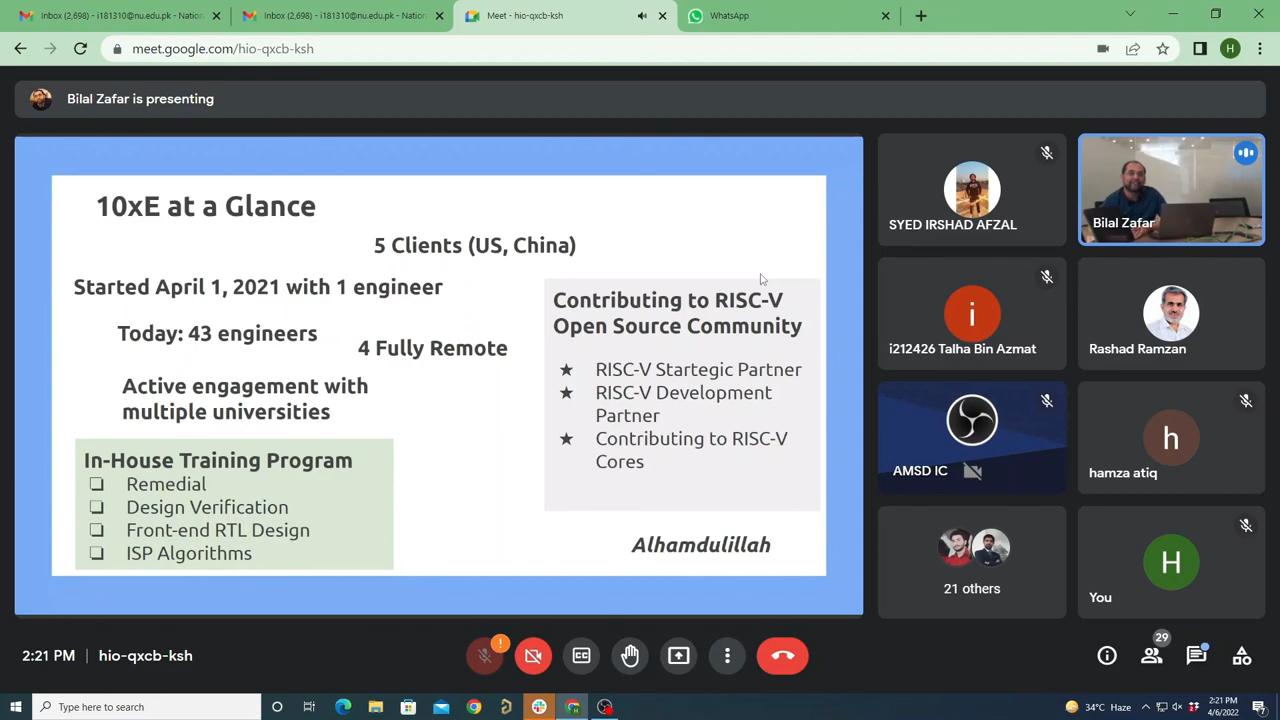 Inbox (2,698) - i181310@nu.edu.pk - Nation
Inbox (2,698) - i181310@nu.edu.pk - Nation
Meet - hio-qxcb-ksh
WhatsApp
meet.google.com/hio-qxcb-ksh
H
Bilal Zafar is presenting
10xE at a Glance
5 Clients (US, China)
Started April 1, 2021 with 1 engineer
Today: 43 engineers
4 Fully Remote
Active engagement with
multiple universities
In-House Training Program
Remedial
Design Verification
Front-end RTL Design
ISP Algorithms
Contributing to RISC-V
Open Source Community
★ RISC-V Startegic Partner
★ RISC-V Development
Partner
★ Contributing to RISC-V
Cores
Alhamdulillah
SYED IRSHAD AFZAL
Bilal Zafar
i
i212426 Talha Bin Azmat
Rashad Ramzan
AMSD IC
h
hamza atiq
21 others
H
You
2:21 PM | hio-qxcb-ksh
CC
29
Type here to search
34°C Haze
2:21 PM
4/6/2022